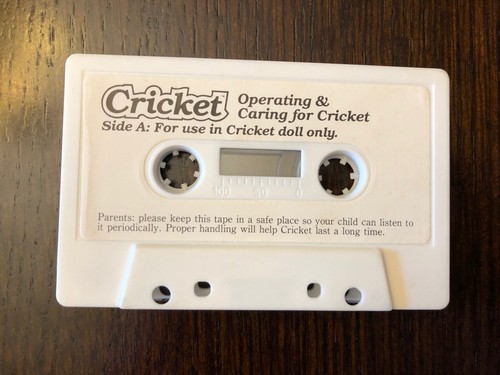 Cricket™ Operating &
Caring for Cricket
Side A: For use in Cricket doll only.
100 50 0
Parents: please keep this tape in a safe place so your child can listen to
it periodically. Proper handling will help Cricket last a long time.